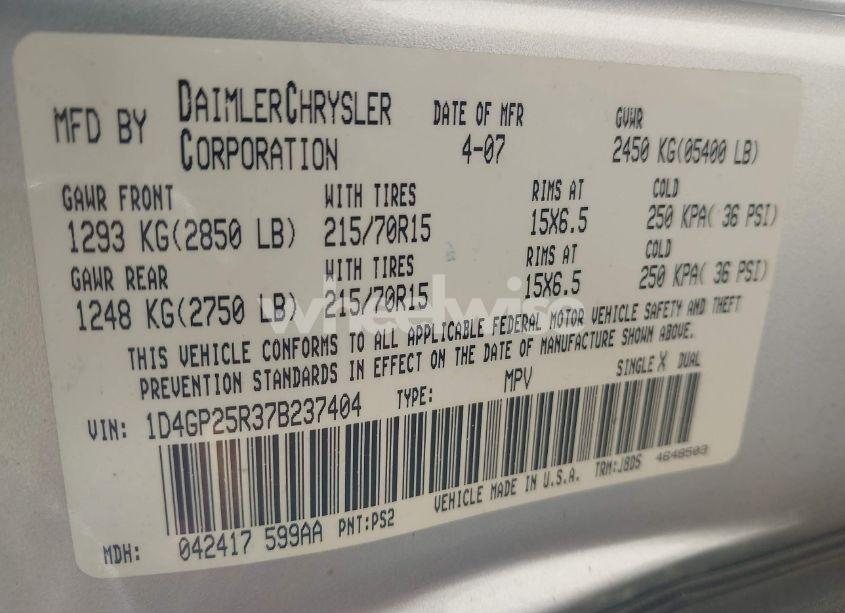 MFD BY DAIMLERCHRYSLER CORPORATION DATE OF MFR 4-07 GVWR 2450 KG(05400 LB)
GAWR FRONT WITH TIRES RIMS AT COLD
1293 KG(2850 LB) 215/70R15 15X6.5 250 KPA( 36 PSI)
GAWR REAR WITH TIRES RIMS AT COLD
1248 KG(2750 LB) 215/70R15 15X6.5 250 KPA( 36 PSI)
wheelwise
THIS VEHICLE CONFORMS TO ALL APPLICABLE FEDERAL MOTOR VEHICLE SAFETY AND THEFT
PREVENTION STANDARDS IN EFFECT ON THE DATE OF MANUFACTURE SHOWN ABOVE.
VIN: 1D4GP25R37B237404 TYPE: MPV SINGLE X DUAL
MDH: 042417 599AA PNT:PS2 VEHICLE MADE IN U.S.A. TRM:J8DS 4648503